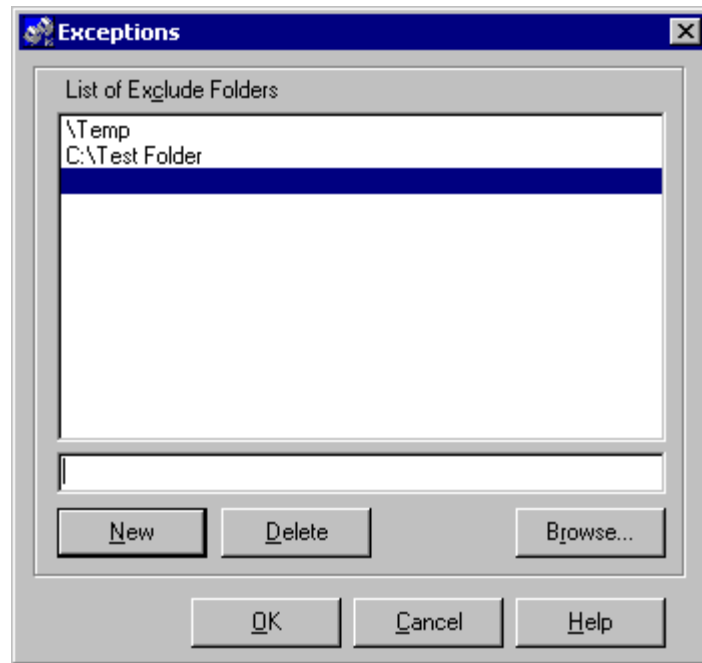 Exceptions
List of Exclude Folders
\Temp
C:\Test Folder
New Delete Browse...
OK Cancel Help